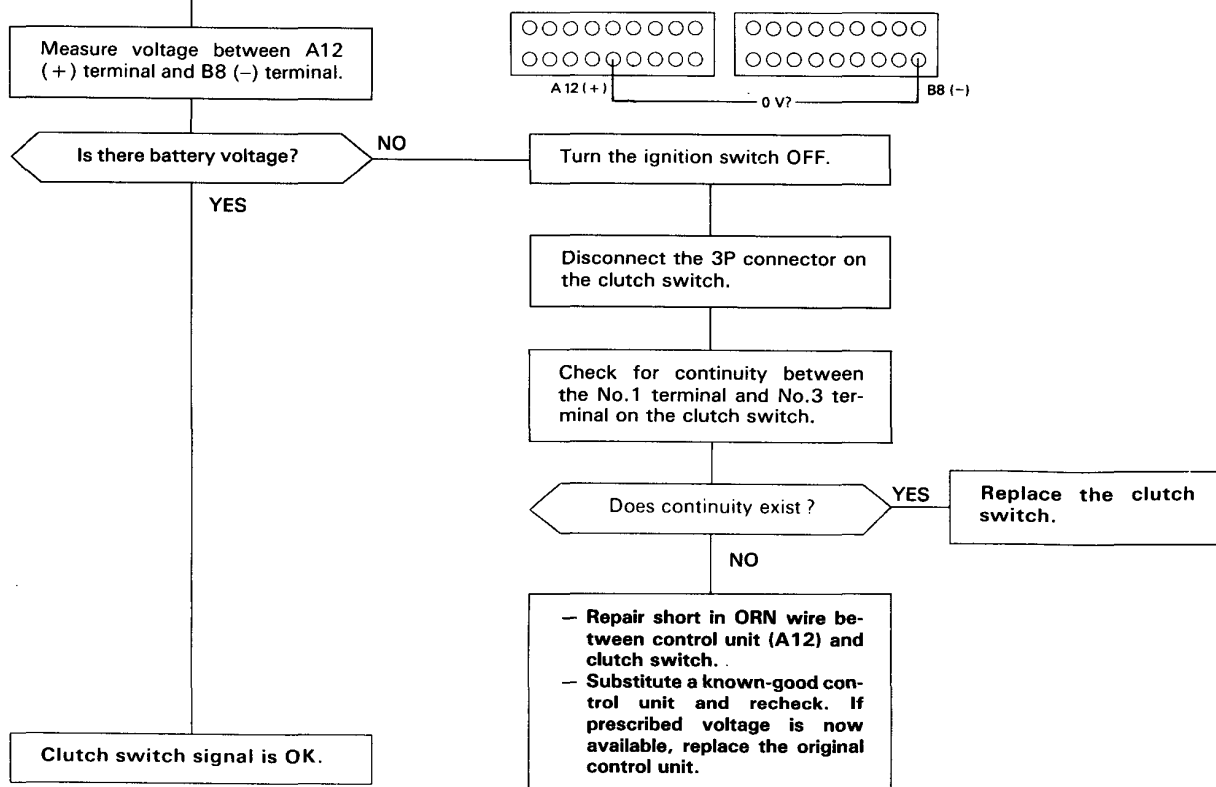 Measure voltage between A12
(+) terminal and B8 (–) terminal.
A12(+)
0 V?
B8(–)
Is there battery voltage?
NO
YES
Turn the ignition switch OFF.
Disconnect the 3P connector on
the clutch switch.
Check for continuity between
the No.1 terminal and No.3 ter-
minal on the clutch switch.
Does continuity exist ?
YES
Replace the clutch
switch.
NO
— Repair short in ORN wire be-
tween control unit (A12) and
clutch switch.
— Substitute a known-good con-
trol unit and recheck. If
prescribed voltage is now
available, replace the original
control unit.
Clutch switch signal is OK.